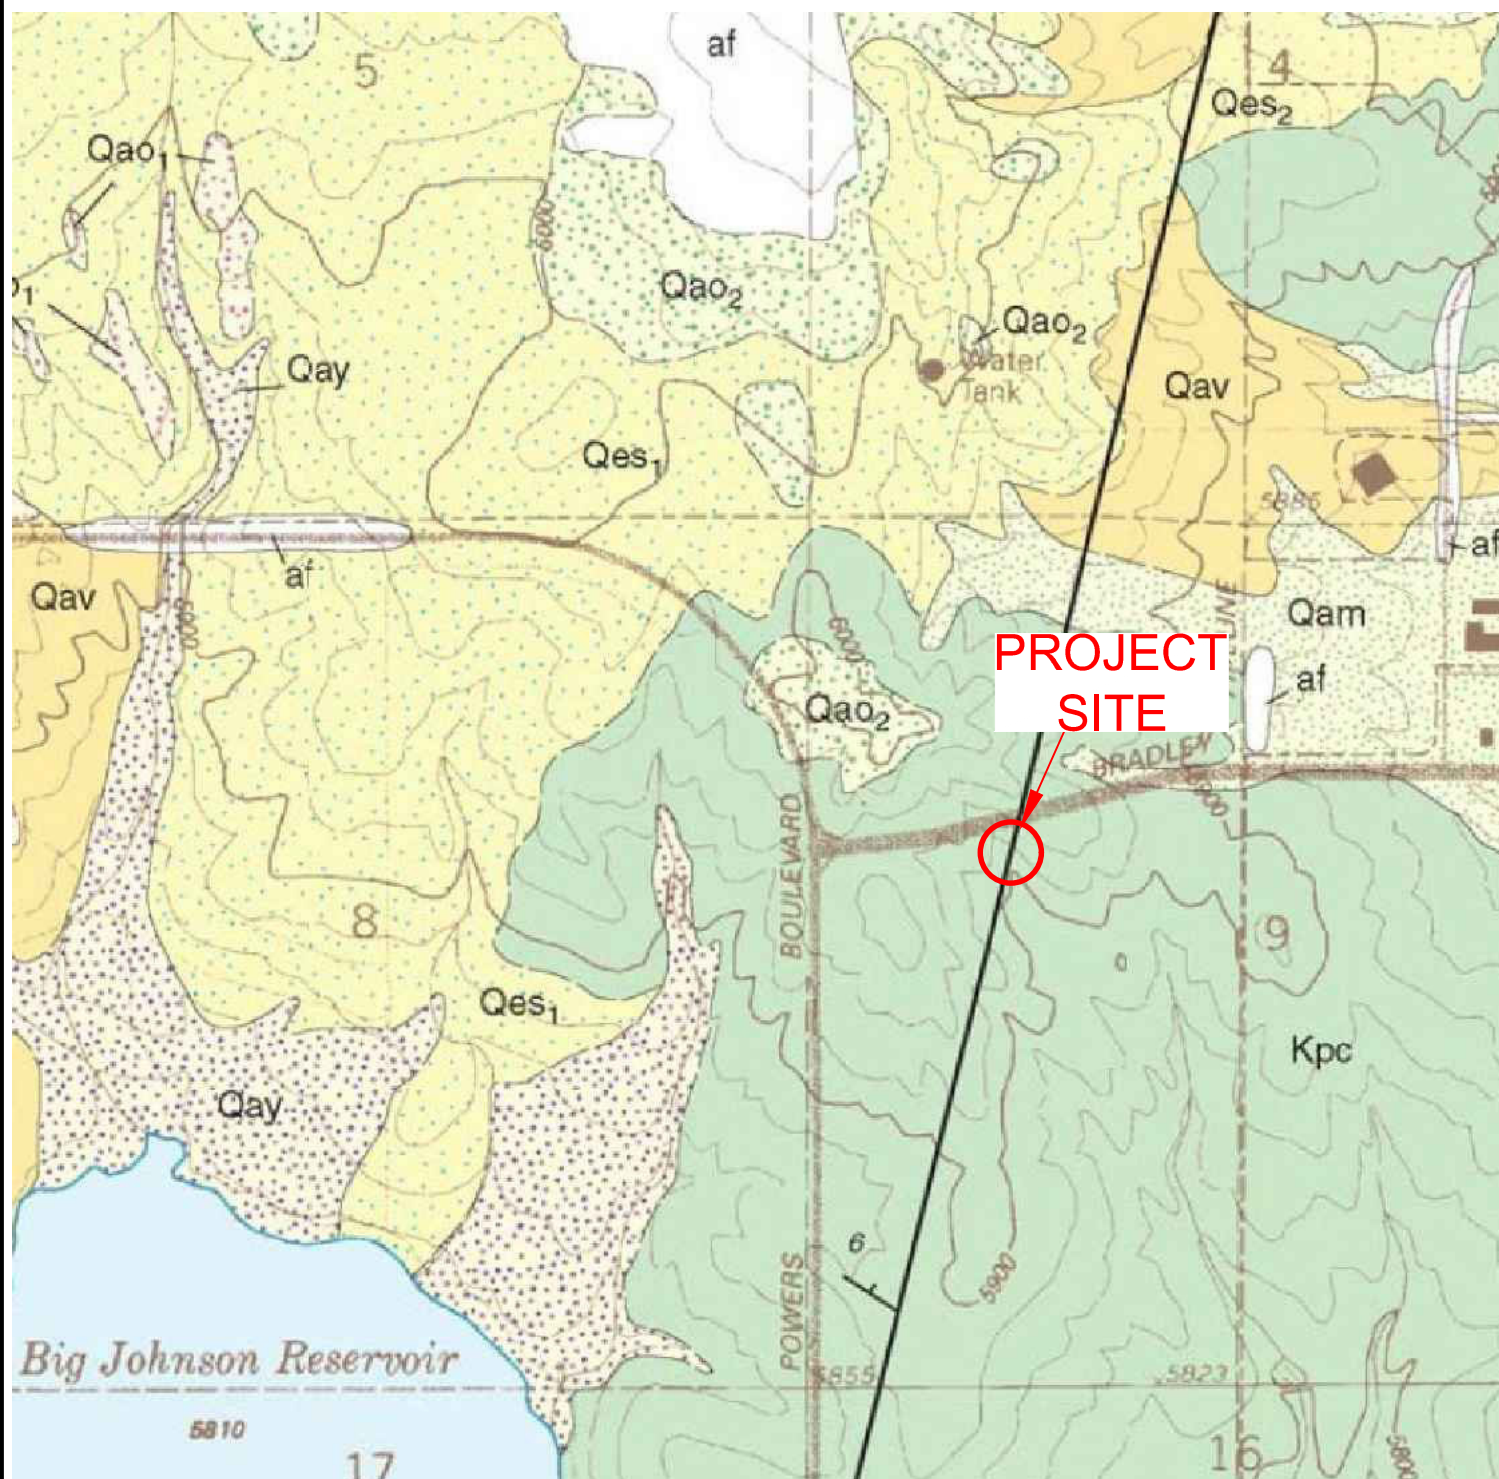 af
5
4
Qes2
Qao1
6000
Qao2
Qao2
Water
Tank
Qay
Qav
Qes1
5885
af
af
Qav
5900
LINE
Qam
6000
PROJECT
SITE
af
Qao2
BRADLEY
5900
BOULEVARD
8
9
Qes1
Kpc
Qay
6
5900
POWERS
Big Johnson Reservoir
5855
5823
5810
17
16